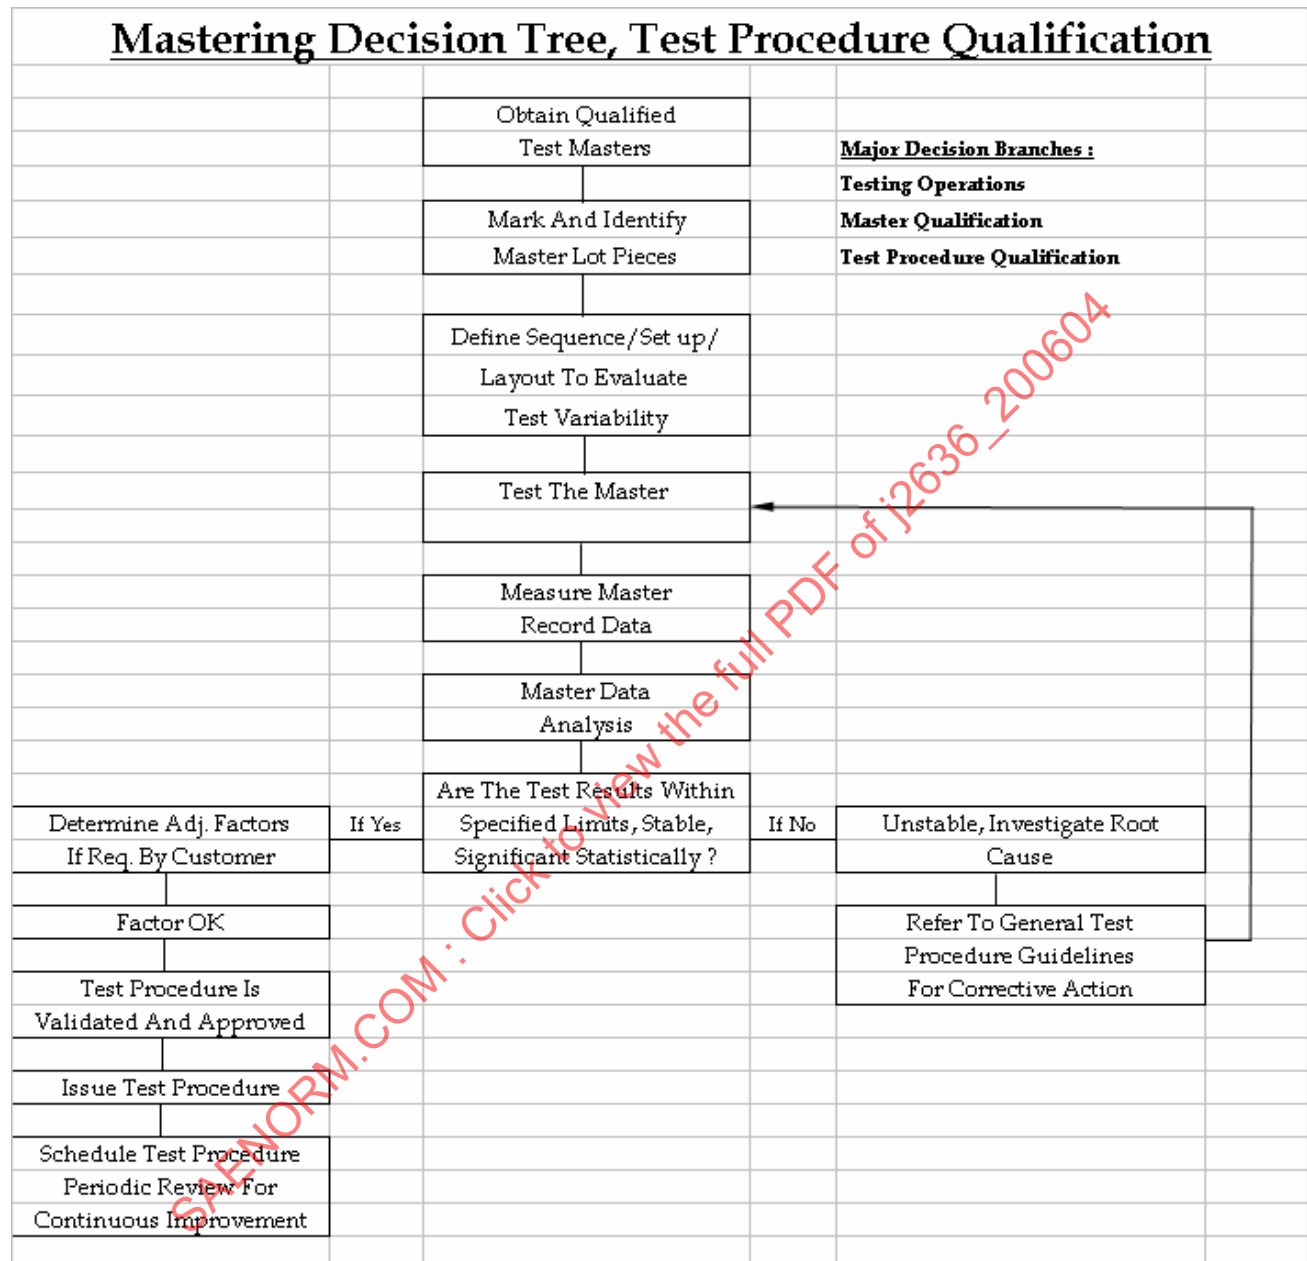 Mastering Decision Tree, Test Procedure Qualification
Obtain Qualified
Test Masters
Major Decision Branches :
Testing Operations
Master Qualification
Test Procedure Qualification
Mark And Identify
Master Lot Pieces
Define Sequence/Set up/
Layout To Evaluate
Test Variability
Test The Master
Measure Master
Record Data
Master Data
Analysis
Are The Test Results Within
Specified Limits, Stable,
Significant Statistically ?
If Yes
If No
Determine Adj. Factors
If Req. By Customer
Factor OK
Test Procedure Is
Validated And Approved
Issue Test Procedure
Schedule Test Procedure
Periodic Review For
Continuous Improvement
Unstable, Investigate Root
Cause
Refer To General Test
Procedure Guidelines
For Corrective Action
SAENORM.COM : Click to view the full PDF of j2636_200604